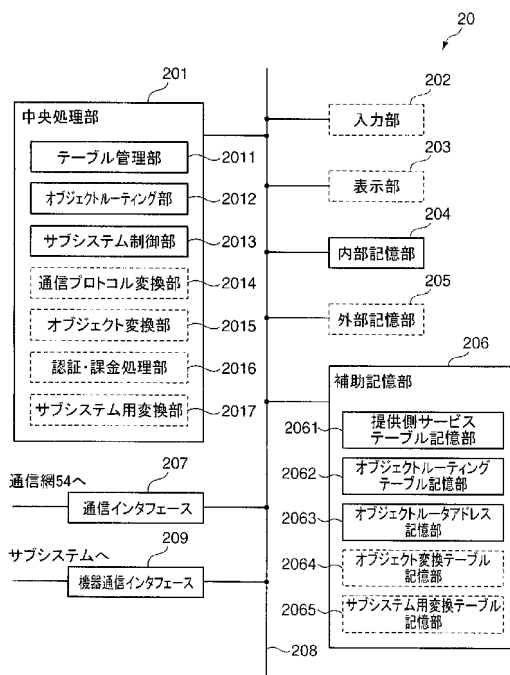 20
201
中央処理部
テーブル管理部
2011
オブジェクトルーティング部
2012
サブシステム制御部
2013
通信プロトコル変換部
2014
オブジェクト変換部
2015
認証・課金処理部
2016
サブシステム用変換部
2017
通信網54へ
207
通信インタフェース
サブシステムへ
209
機器通信インタフェース
202
入力部
203
表示部
204
内部記憶部
205
外部記憶部
206
補助記憶部
2061
提供側サービス
テーブル記憶部
2062
オブジェクトルーティング
テーブル記憶部
2063
オブジェクトルータアドレス
記憶部
2064
オブジェクト変換テーブル
記憶部
2065
サブシステム用変換テーブル
記憶部
208